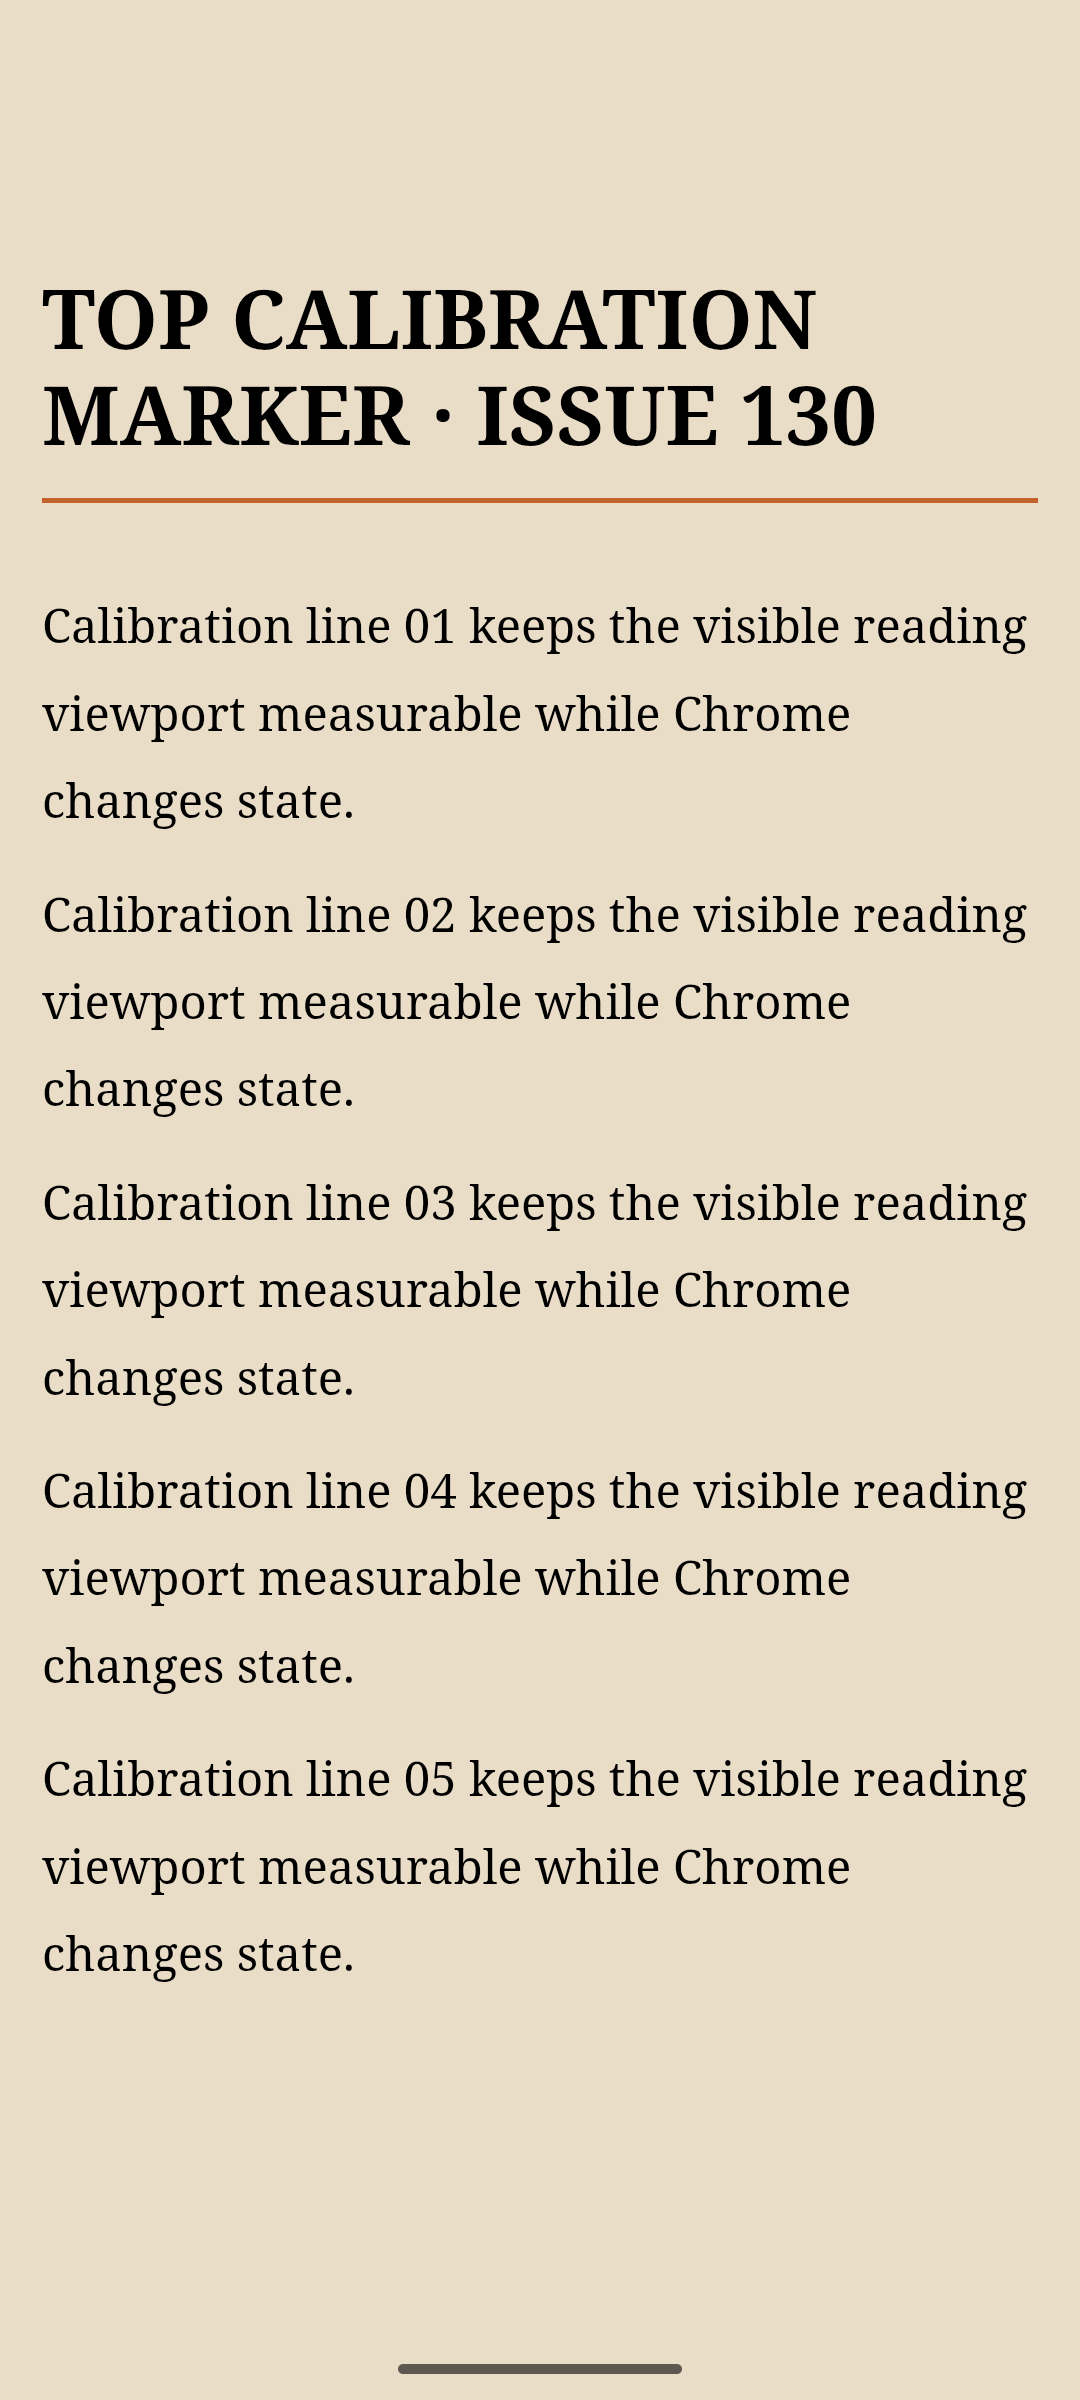 TOP CALIBRATION
MARKER · ISSUE 130
Calibration line 01 keeps the visible reading
viewport measurable while Chrome
changes state.
Calibration line 02 keeps the visible reading
viewport measurable while Chrome
changes state.
Calibration line 03 keeps the visible reading
viewport measurable while Chrome
changes state.
Calibration line 04 keeps the visible reading
viewport measurable while Chrome
changes state.
Calibration line 05 keeps the visible reading
viewport measurable while Chrome
changes state.